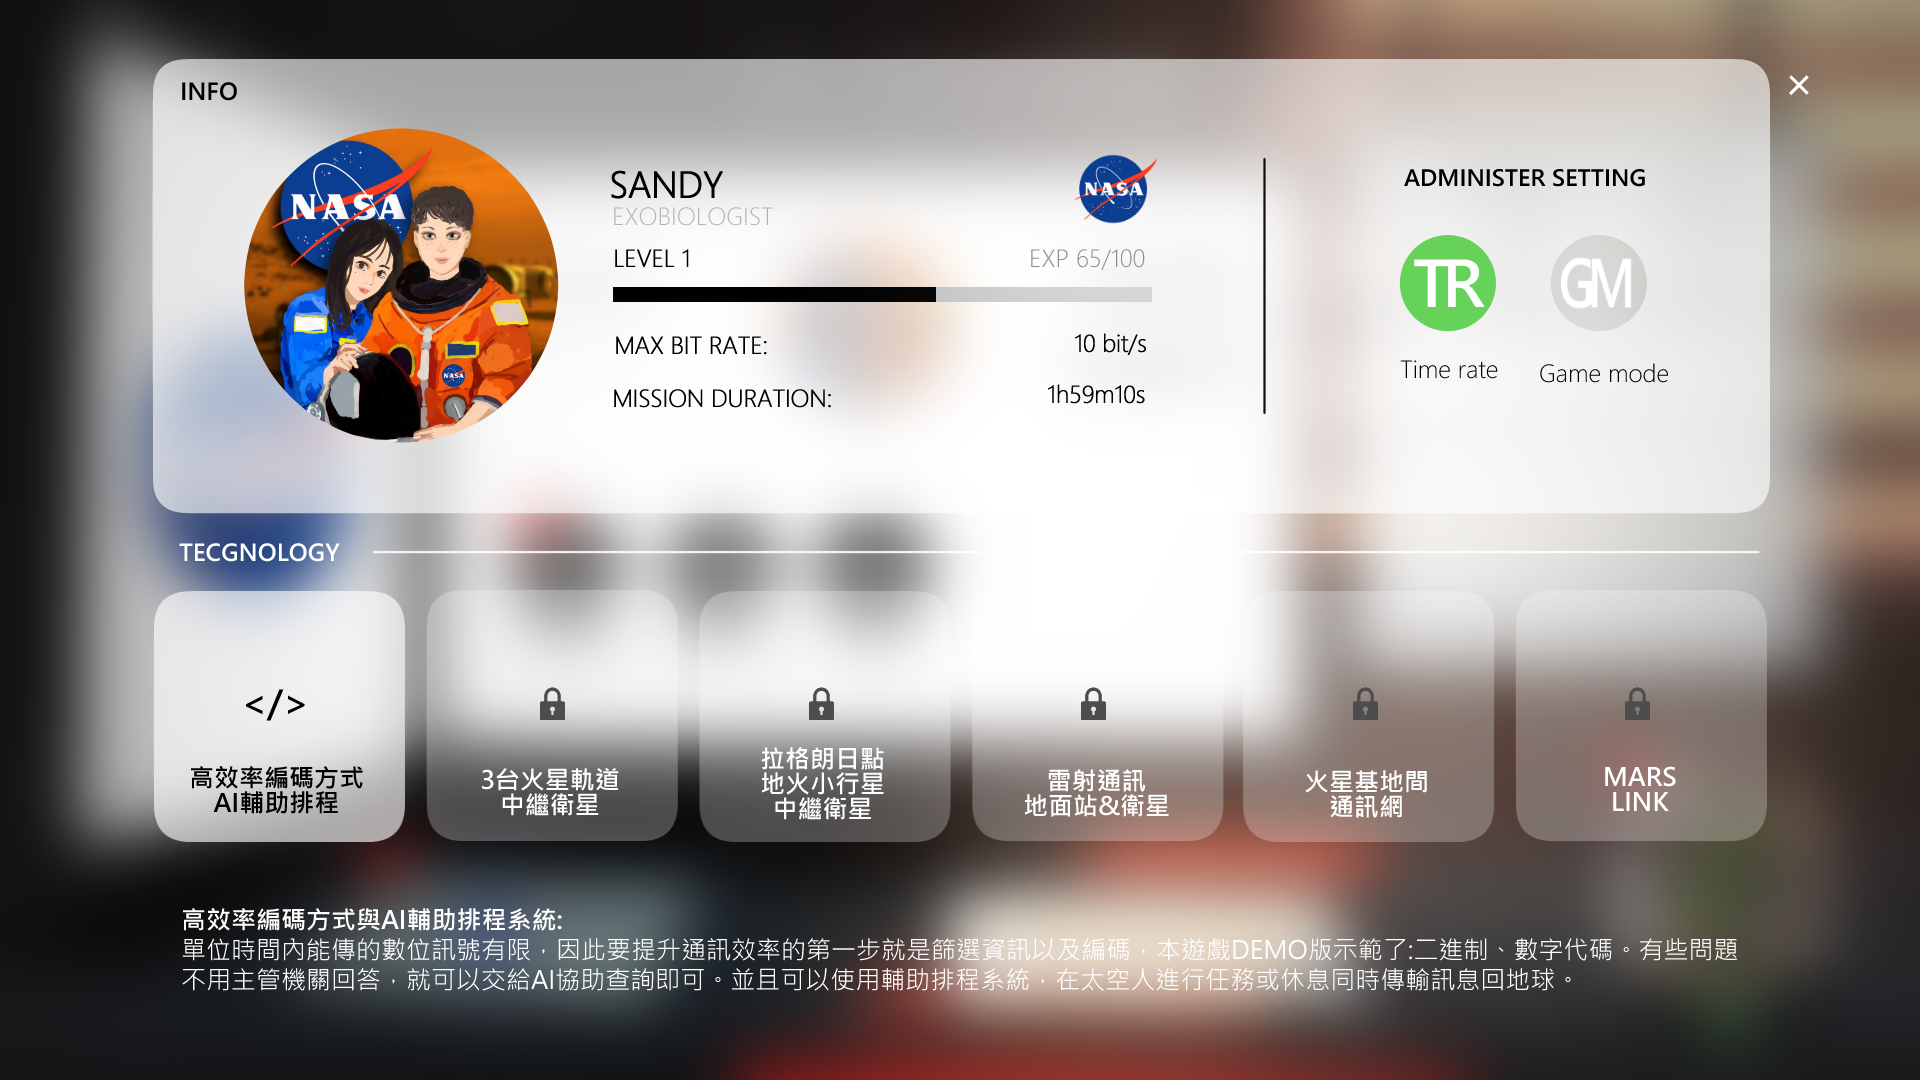 INFO
NASA
SANDY
EXOBIOLOGIST
NASA
LEVEL 1
EXP 65/100
MAX BIT RATE:
10 bit/s
MISSION DURATION:
1h59m10s
NASA
ADMINISTER SETTING
TR
GM
Time rate
Game mode
TECGNOLOGY
</>
高效率編碼方式
AI輔助排程
3台火星軌道
中繼衛星
拉格朗日點
地火小行星
中繼衛星
雷射通訊
地面站&衛星
火星基地間
通訊網
MARS
LINK
高效率編碼方式與AI輔助排程系統:
單位時間內能傳的數位訊號有限，因此要提升通訊效率的第一步就是篩選資訊以及編碼，本遊戲DEMO版示範了:二進制、數字代碼。有些問題
不用主管機關回答，就可以交給AI協助查詢即可。並且可以使用輔助排程系統，在太空人進行任務或休息同時傳輸訊息回地球。